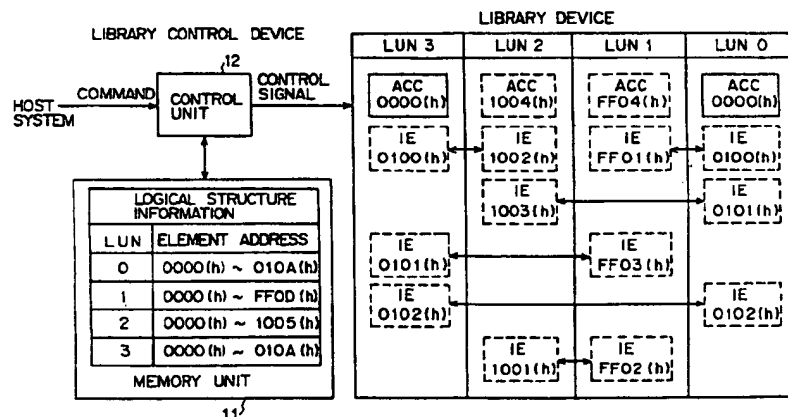 LIBRARY DEVICE
LIBRARY CONTROL DEVICE
LUN 3 LUN 2 LUN 1 LUN 0
12
HOST SYSTEM
COMMAND
CONTROL UNIT
CONTROL SIGNAL
ACC 0000(h)
ACC 1004(h)
ACC FF04(h)
ACC 0000(h)
IE 0100(h)
IE 1002(h)
IE FF01(h)
IE 0100(h)
IE 1003(h)
IE 0101(h)
IE 0101(h)
IE FF03(h)
IE 0102(h)
IE 0102(h)
IE 1001(h)
IE FF02(h)
LOGICAL STRUCTURE INFORMATION
LUN ELEMENT ADDRESS
0 0000(h) ~ 010A(h)
1 0000(h) ~ FF0D(h)
2 0000(h) ~ 1005(h)
3 0000(h) ~ 010A(h)
MEMORY UNIT
11